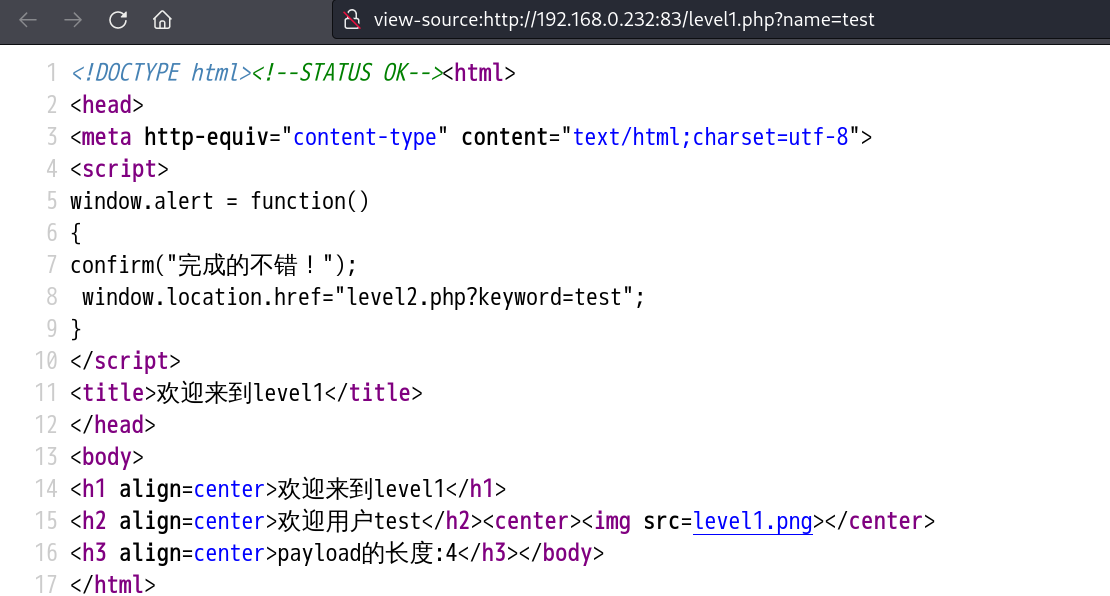 view-source:http://192.168.0.232:83/level1.php?name=test
1 <!DOCTYPE html><!--STATUS OK--><html>
2 <head>
3 <meta http-equiv="content-type" content="text/html;charset=utf-8">
4 <script>
5 window.alert = function()
6 {
7 confirm("完成的不错！");
8  window.location.href="level2.php?keyword=test";
9 }
10 </script>
11 <title>欢迎来到level1</title>
12 </head>
13 <body>
14 <h1 align=center>欢迎来到level1</h1>
15 <h2 align=center>欢迎用户test</h2><center><img src=level1.png></center>
16 <h3 align=center>payload的长度:4</h3></body>
17 </html>